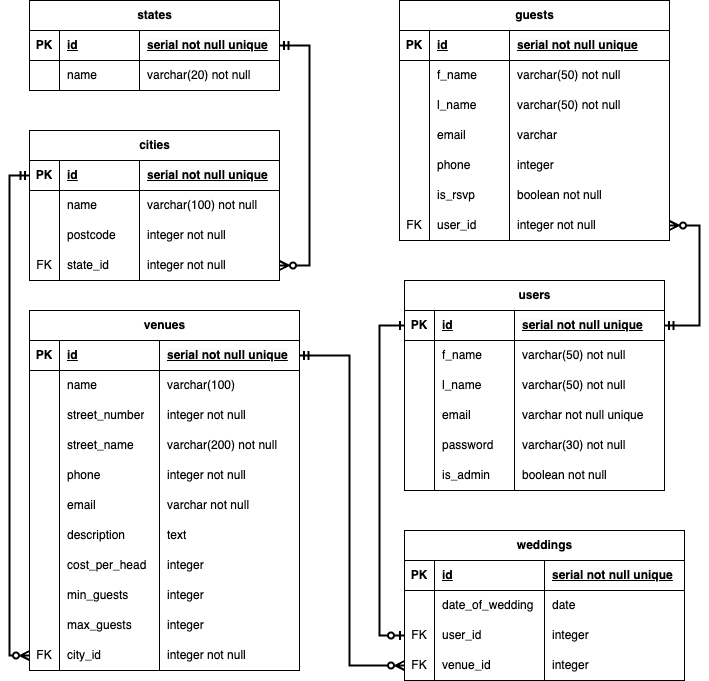 states
PK id serial not null unique
name varchar(20) not null
cities
PK id serial not null unique
name varchar(100) not null
postcode integer not null
FK state_id integer not null
venues
PK id serial not null unique
name varchar(100)
street_number integer not null
street_name varchar(200) not null
phone integer not null
email varchar not null
description text
cost_per_head integer
min_guests integer
max_guests integer
FK city_id integer not null
guests
PK id serial not null unique
f_name varchar(50) not null
l_name varchar(50) not null
email varchar
phone integer
is_rsvp boolean not null
FK user_id integer not null
users
PK id serial not null unique
f_name varchar(50) not null
l_name varchar(50) not null
email varchar not null unique
password varchar(30) not null
is_admin boolean not null
weddings
PK id serial not null unique
date_of_wedding date
FK user_id integer
FK venue_id integer